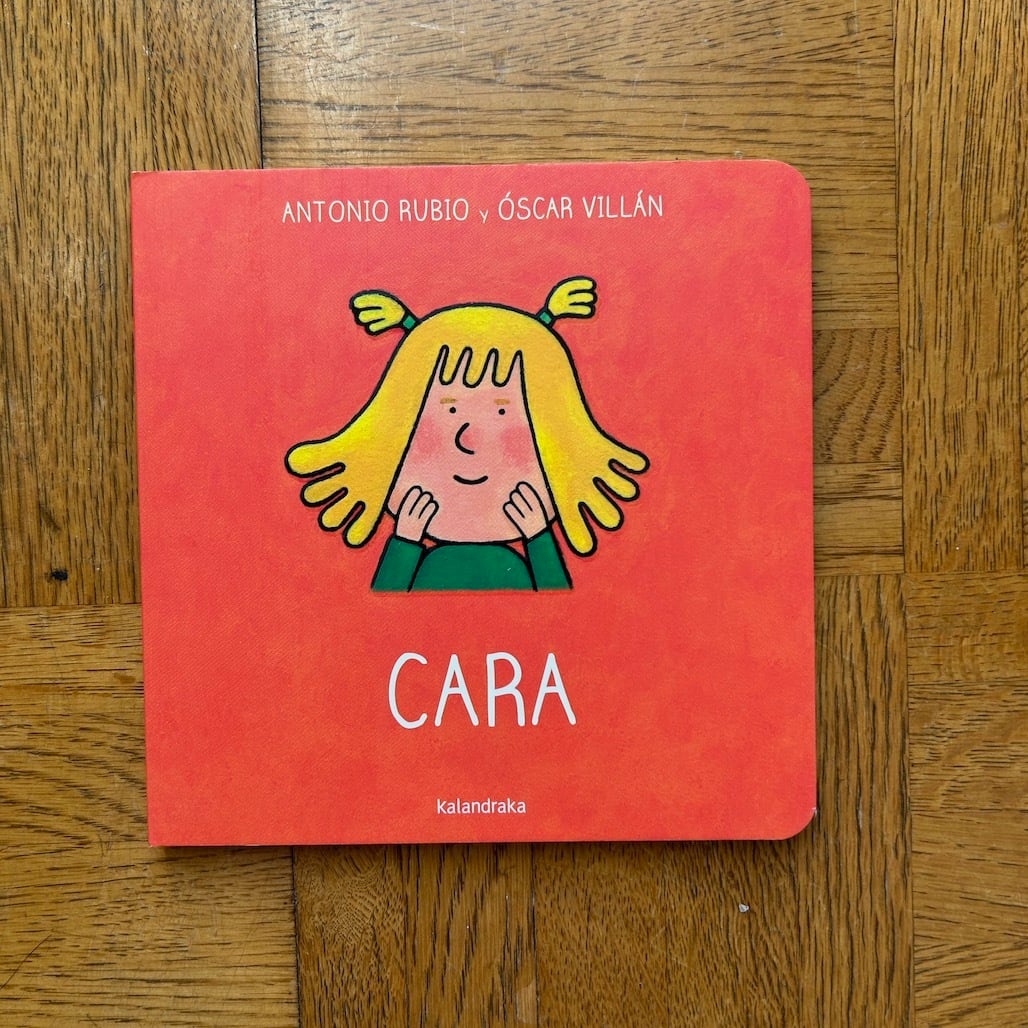 ANTONIO RUBIO y ÓSCAR VILLÁN
CARA
Kalandraka